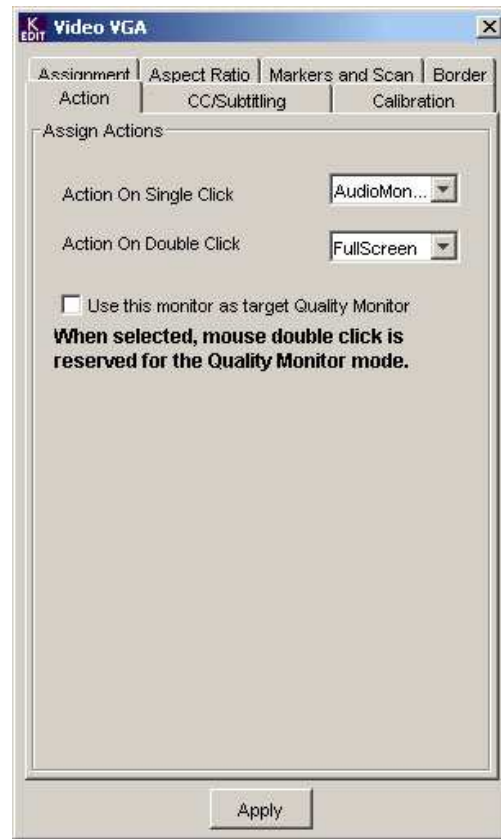 K EDIT Video VGA
Assignment Aspect Ratio Markers and Scan Border
Action CC/Subtitling Calibration
Assign Actions
Action On Single Click AudioMon...
Action On Double Click FullScreen
Use this monitor as target Quality Monitor
When selected, mouse double click is
reserved for the Quality Monitor mode.
Apply